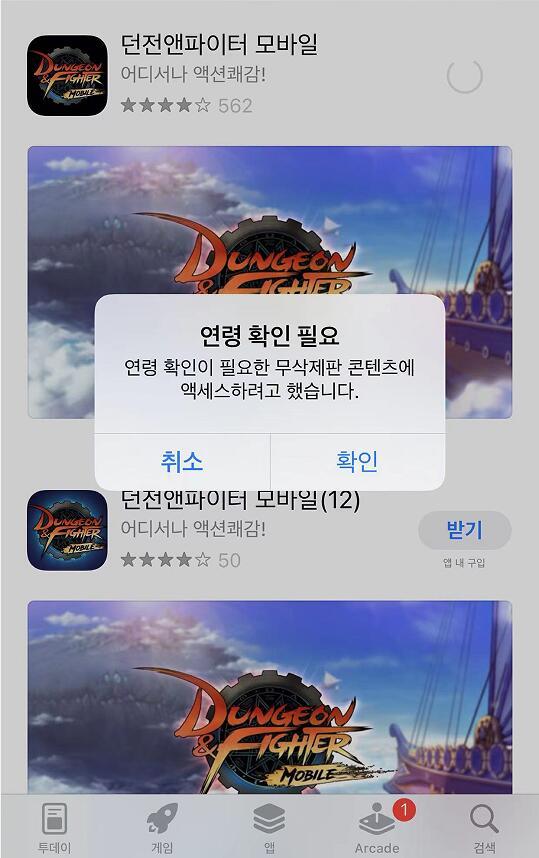 DUNGEON
& FIGHTER
MOBILE
던전앤파이터 모바일
어디서나 액션쾌감!
★★★★☆ 562
DUNGEON
& FIGHTER
연령 확인 필요
연령 확인이 필요한 무삭제판 콘텐츠에
액세스하려고 했습니다.
취소
확인
DUNGEON
& FIGHTER
MOBILE
던전앤파이터 모바일(12)
어디서나 액션쾌감!
★★★★☆ 50
받기
앱 내 구입
DUNGEON
& FIGHTER
MOBILE
투데이
게임
앱
Arcade
1
검색